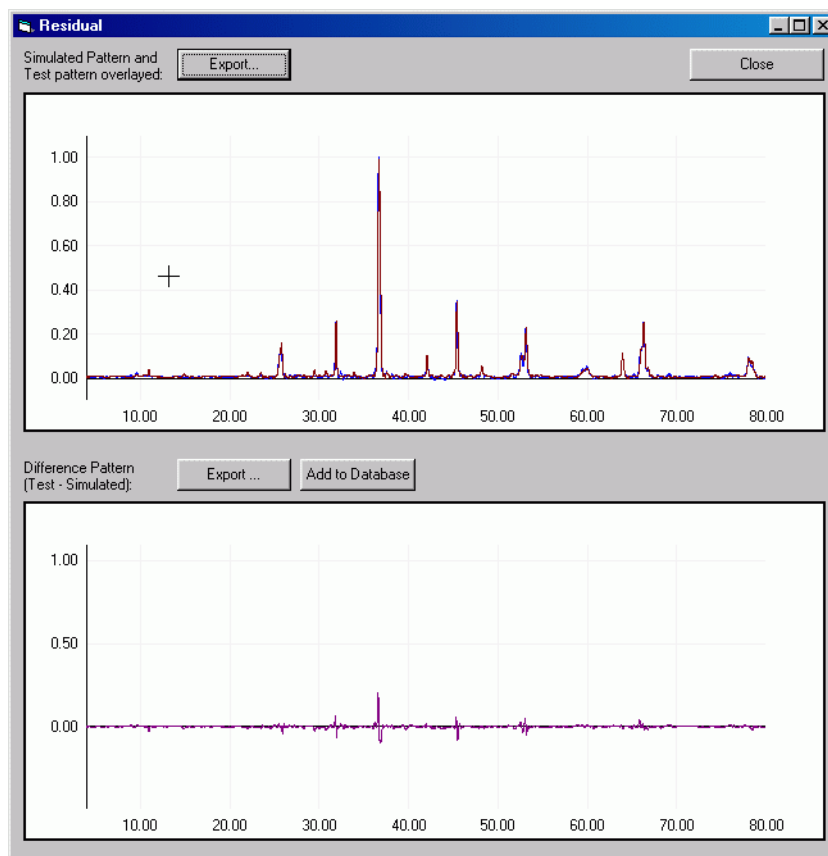 Residual
Simulated Pattern and
Test pattern overlayed:
Export...
Close
1.00
0.80
0.60
0.40
0.20
0.00
10.00 20.00 30.00 40.00 50.00 60.00 70.00 80.00
Difference Pattern
(Test - Simulated):
Export ...
Add to Database
1.00
0.50
0.00
10.00 20.00 30.00 40.00 50.00 60.00 70.00 80.00